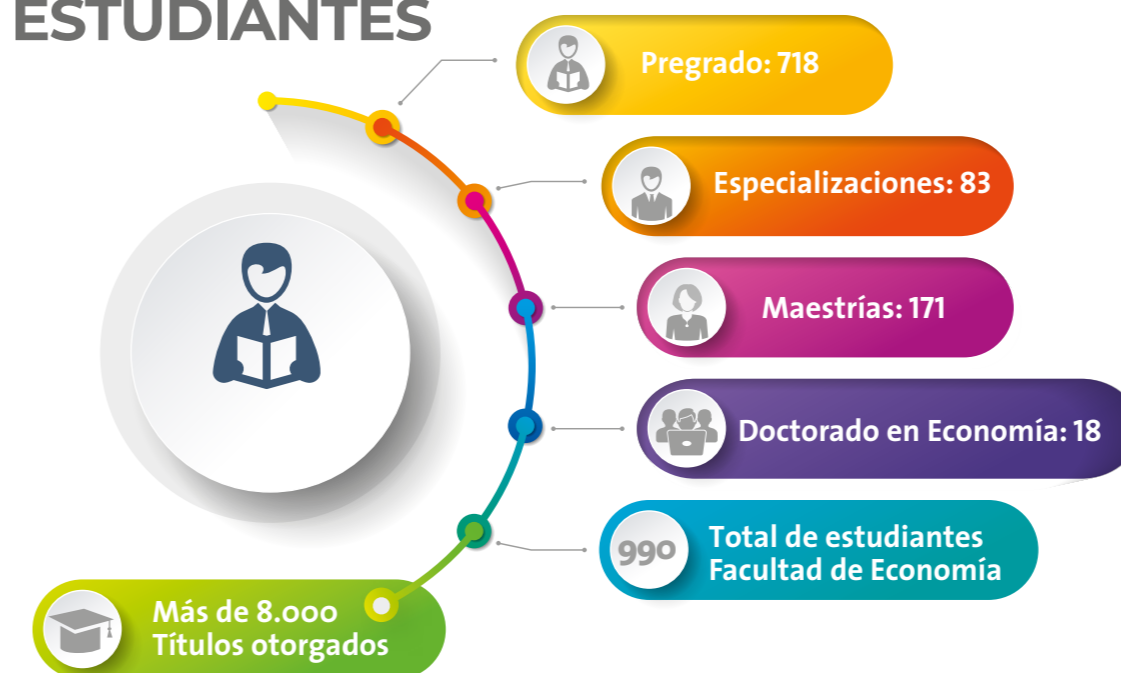 ESTUDIANTES
Pregrado: 718
Especializaciones: 83
Maestrías: 171
Doctorado en Economía: 18
990
Total de estudiantes
Facultad de Economía
Más de 8.000
Títulos otorgados